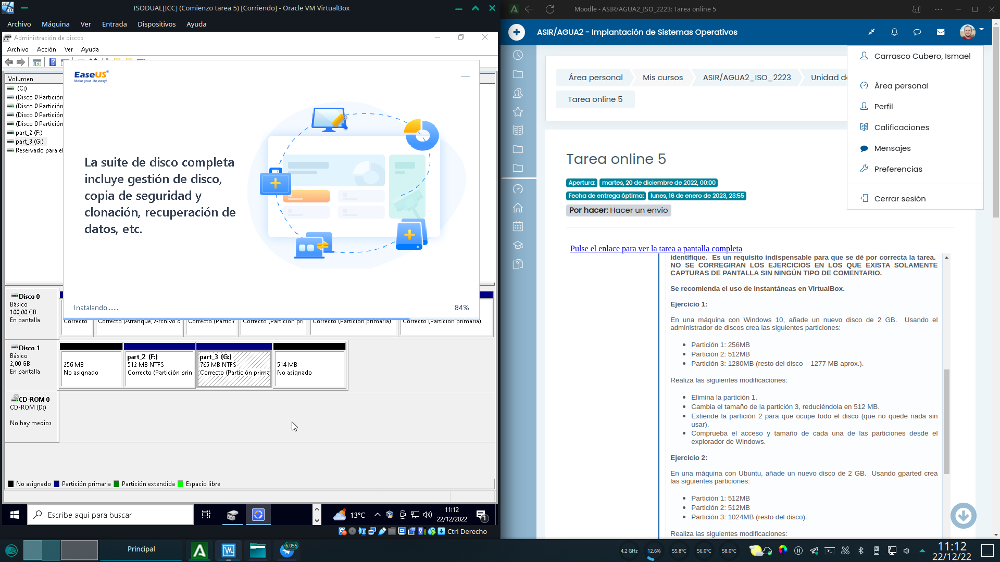 ISODUAL[ICC] (Comienzo tarea 5) [Corriendo] - Oracle VM VirtualBox
Archivo Máquina Ver Entrada Dispositivos Ayuda
Administración de discos
Archivo Acción Ver Ayuda
Volumen
(C:)
(Disco 0 Partición
(Disco 0 Partición
(Disco 0 Partición
(Disco 0 Partición
part_2 (F:)
part_3 (G:)
Reservado para el
EaseUS®
Make your life easy!
La suite de disco completa
incluye gestión de disco,
copia de seguridad y
clonación, recuperación de
datos, etc.
Instalando.......
84%
Disco 0
Básico
100,00 GB
En pantalla
Correcto
Correcto (Arranque, Archivo c
Correcto (Partici
Correcto (Partición pri
Correcto (Partición primaria)
Correcto (Partición primaria)
Disco 1
Básico
2,00 GB
En pantalla
256 MB
No asignado
part_2 (F:)
512 MB NTFS
Correcto (Partición prin
part_3 (G:)
765 MB NTFS
Correcto (Partición prima
514 MB
No asignado
CD-ROM 0
CD-ROM (D:)
No hay medios
No asignado Partición primaria Partición extendida Espacio libre
Escribe aquí para buscar
13°C
11:12
22/12/2022
1
Ctrl Derecho
Moodle - ASIR/AGUA2_ISO_2223: Tarea online 5
ASIR/AGUA2 - Implantación de Sistemas Operativos
Carrasco Cubero, Ismael
Área personal
Perfil
Calificaciones
Mensajes
Preferencias
Cerrar sesión
Área personal Mis cursos ASIR/AGUA2_ISO_2223 Unidad de
Tarea online 5
Tarea online 5
Apertura: martes, 20 de diciembre de 2022, 00:00
Fecha de entrega óptima: lunes, 16 de enero de 2023, 23:55
Por hacer: Hacer un envío
Pulse el enlace para ver la tarea a pantalla completa
identifique. Es un requisito indispensable para que se dé por correcta la tarea.
NO SE CORREGIRAN LOS EJERCICIOS EN LOS QUE EXISTA SOLAMENTE
CAPTURAS DE PANTALLA SIN NINGÚN TIPO DE COMENTARIO.
Se recomienda el uso de instantáneas en VirtualBox.
Ejercicio 1:
En una máquina con Windows 10, añade un nuevo disco de 2 GB. Usando el
administrador de discos crea las siguientes particiones:
Partición 1: 256MB
Partición 2: 512MB
Partición 3: 1280MB (resto del disco – 1277 MB aprox.).
Realiza las siguientes modificaciones:
Elimina la partición 1.
Cambia el tamaño de la partición 3, reduciéndola en 512 MB.
Extiende la partición 2 para que ocupe todo el disco (que no quede nada sin
usar).
Comprueba el acceso y tamaño de cada una de las particiones desde el
explorador de Windows.
Ejercicio 2:
En una máquina con Ubuntu, añade un nuevo disco de 2 GB. Usando gparted crea
las siguientes particiones:
Partición 1: 512MB
Partición 2: 512MB
Partición 3: 1024MB (resto del disco).
Realiza las siguientes modificaciones:
Principal
6.055
4,2 GHz
12,6%
55,8°C
56,0°C
58,0°C
11:12
22/12/22